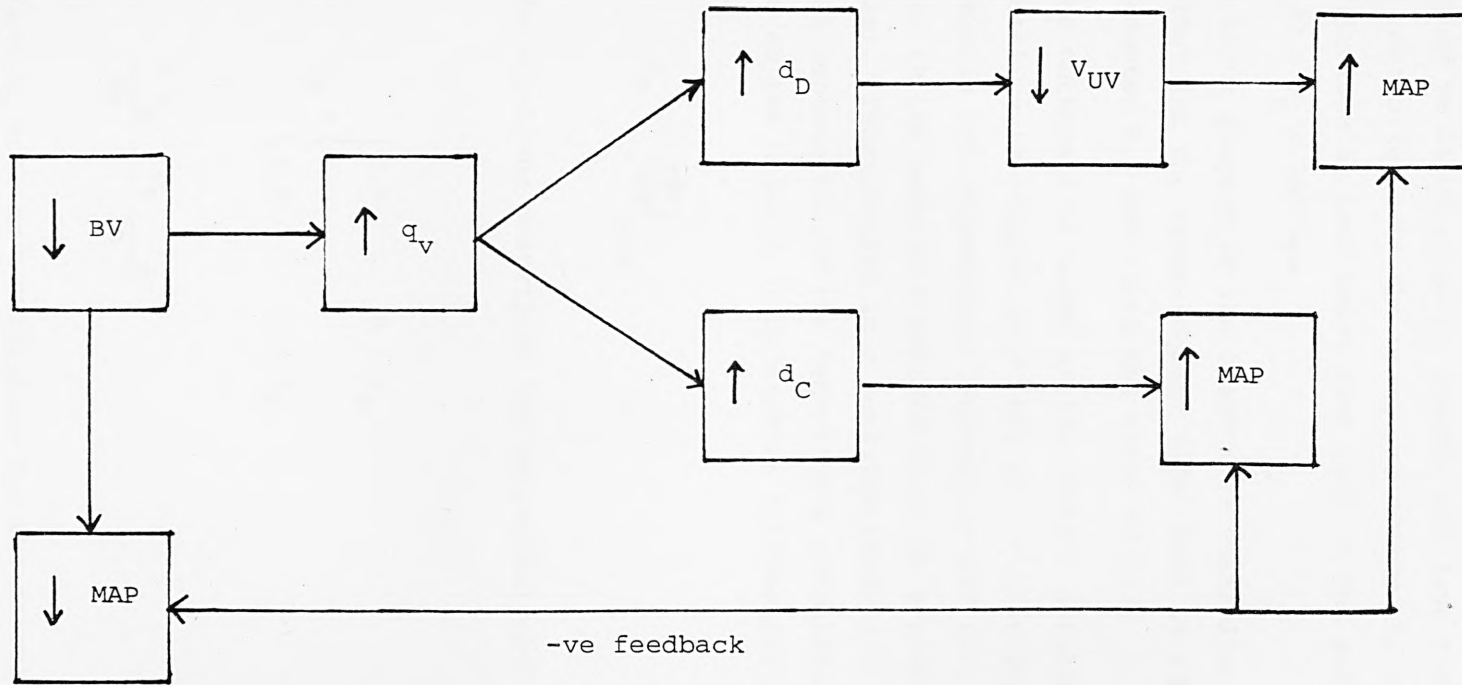 ↑ d_D
↓ V_UV
↑ MAP
↓ BV
↑ q_V
↑ d_C
↑ MAP
↓ MAP
-ve feedback